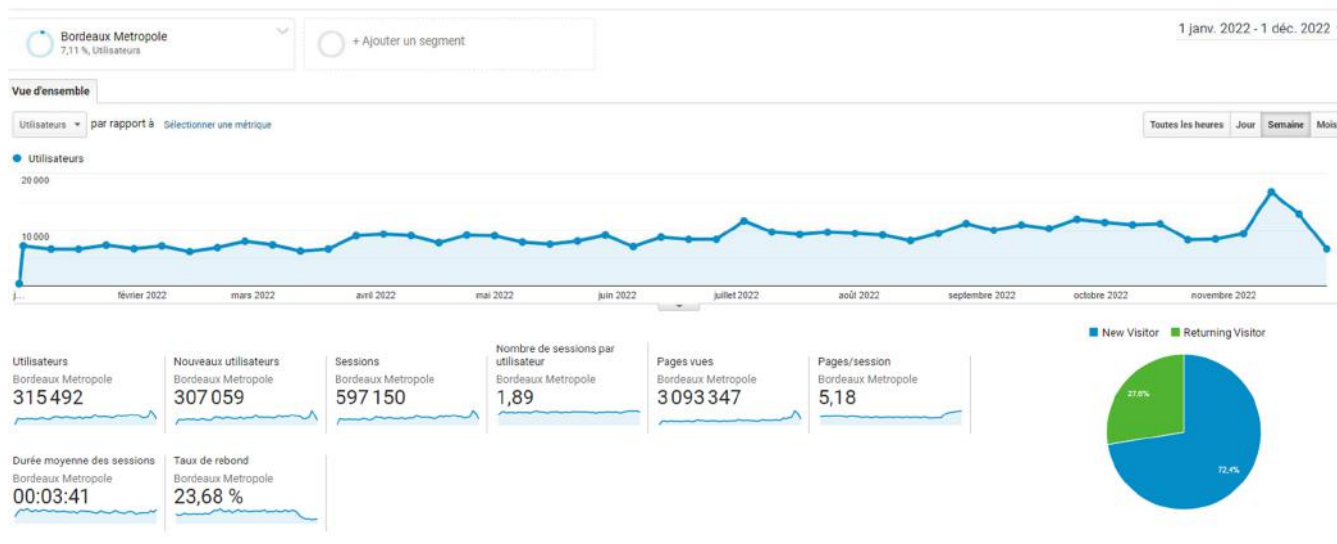 Bordeaux Metropole
7,11 %, Utilisateurs
+ Ajouter un segment
1 janv. 2022 - 1 déc. 2022
Vue d'ensemble
Utilisateurs par rapport à Sélectionner une métrique
Toutes les heures Jour Semaine Mois
Utilisateurs
20 000
10 000
j... février 2022 mars 2022 avril 2022 mai 2022 juin 2022 juillet 2022 août 2022 septembre 2022 octobre 2022 novembre 2022
New Visitor Returning Visitor
Utilisateurs
Bordeaux Metropole
315 492
Nouveaux utilisateurs
Bordeaux Metropole
307 059
Sessions
Bordeaux Metropole
597 150
Nombre de sessions par
utilisateur
Bordeaux Metropole
1,89
Pages vues
Bordeaux Metropole
3 093 347
Pages/session
Bordeaux Metropole
5,18
Durée moyenne des sessions
Bordeaux Metropole
00:03:41
Taux de rebond
Bordeaux Metropole
23,68 %
27,6%
72,4%